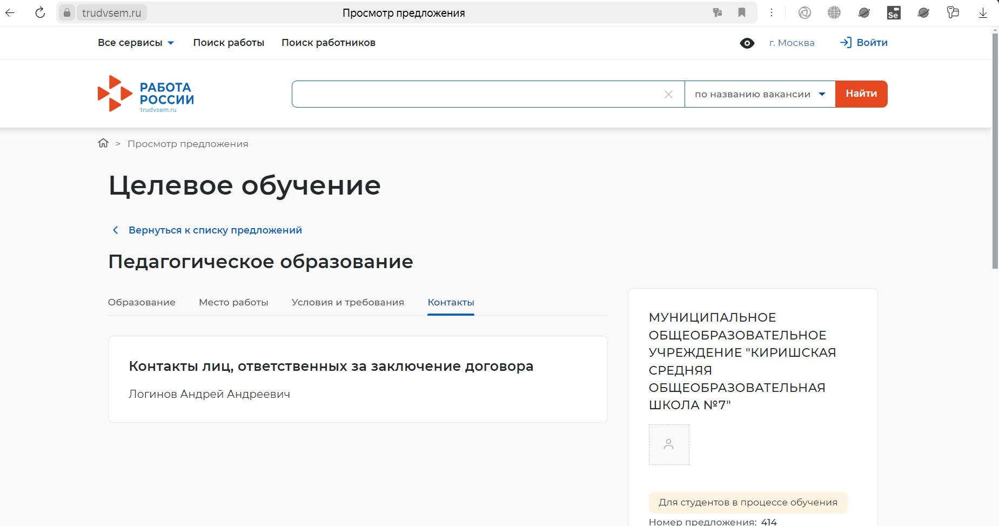 trudvsem.ru
Просмотр предложения
Se
Все сервисы
Поиск работы
Поиск работников
г. Москва
Войти
РАБОТА
РОССИИ
trudvsem.ru
по названию вакансии
Найти
> Просмотр предложения
Целевое обучение
Вернуться к списку предложений
Педагогическое образование
Образование
Место работы
Условия и требования
Контакты
Контакты лиц, ответственных за заключение договора
Логинов Андрей Андреевич
МУНИЦИПАЛЬНОЕ
ОБЩЕОБРАЗОВАТЕЛЬНОЕ
УЧРЕЖДЕНИЕ "КИРИШСКАЯ
СРЕДНЯЯ
ОБЩЕОБРАЗОВАТЕЛЬНАЯ
ШКОЛА №7"
Для студентов в процессе обучения
Номер предложения: 414